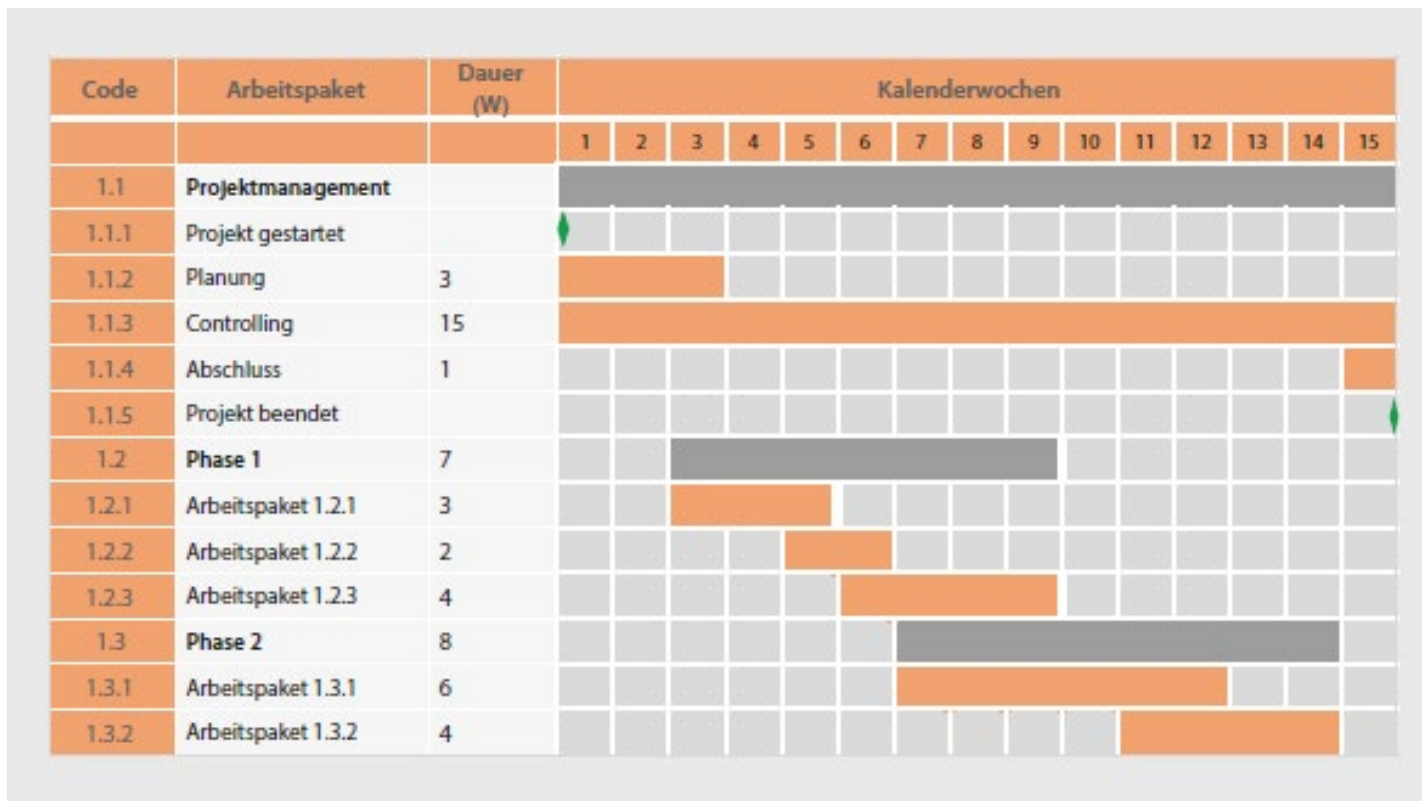 Code Arbeitspaket Dauer (W) Kalenderwochen
1 2 3 4 5 6 7 8 9 10 11 12 13 14 15
1.1 Projektmanagement
1.1.1 Projekt gestartet
1.1.2 Planung 3
1.1.3 Controlling 15
1.1.4 Abschluss 1
1.1.5 Projekt beendet
1.2 Phase 1 7
1.2.1 Arbeitspaket 1.2.1 3
1.2.2 Arbeitspaket 1.2.2 2
1.2.3 Arbeitspaket 1.2.3 4
1.3 Phase 2 8
1.3.1 Arbeitspaket 1.3.1 6
1.3.2 Arbeitspaket 1.3.2 4